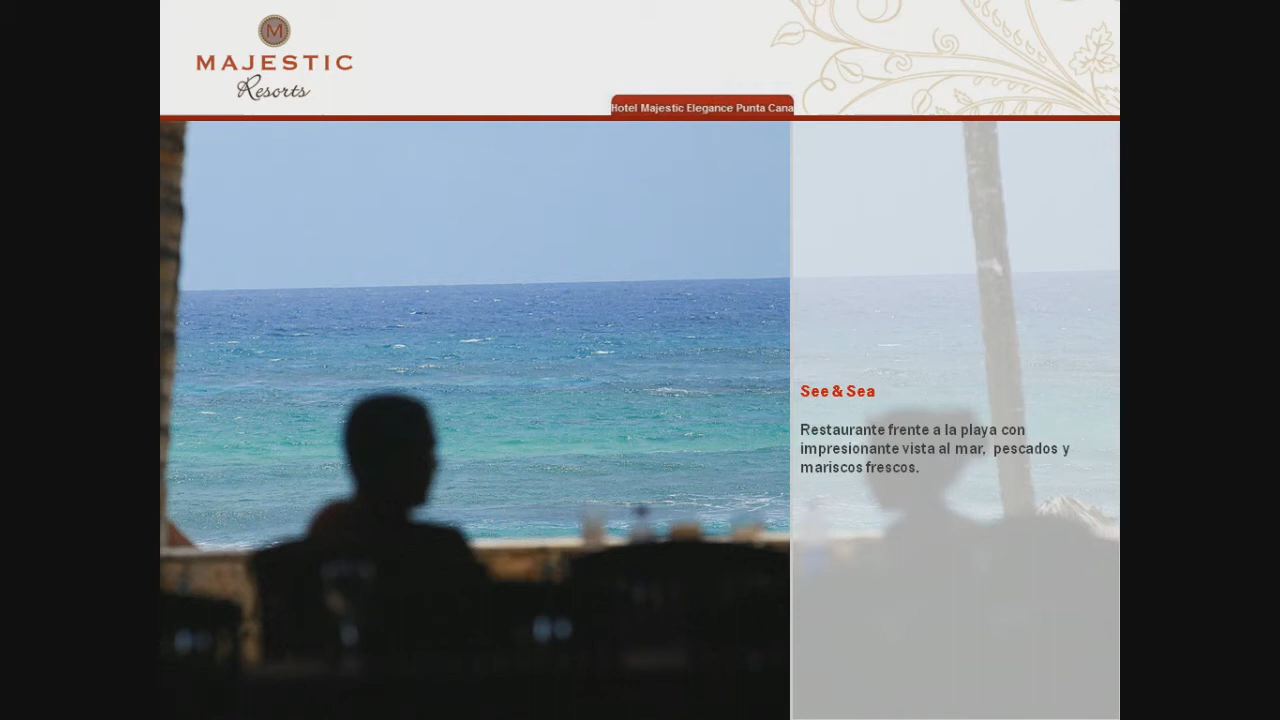 M
MAJESTIC
Resorts
Hotel Majestic Elegance Punta Cana
See & Sea
Restaurante frente a la playa con
impresionante vista al mar, pescados y
mariscos frescos.